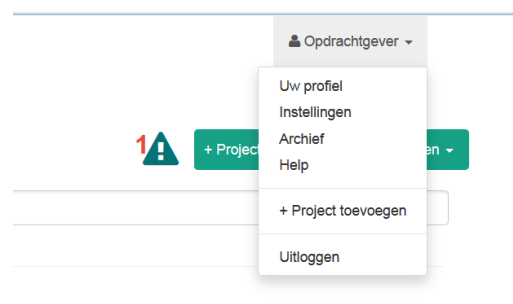 Opdrachtgever
Uw profiel
Instellingen
Archief
Help
1
+ Project
en
+ Project toevoegen
Uitloggen